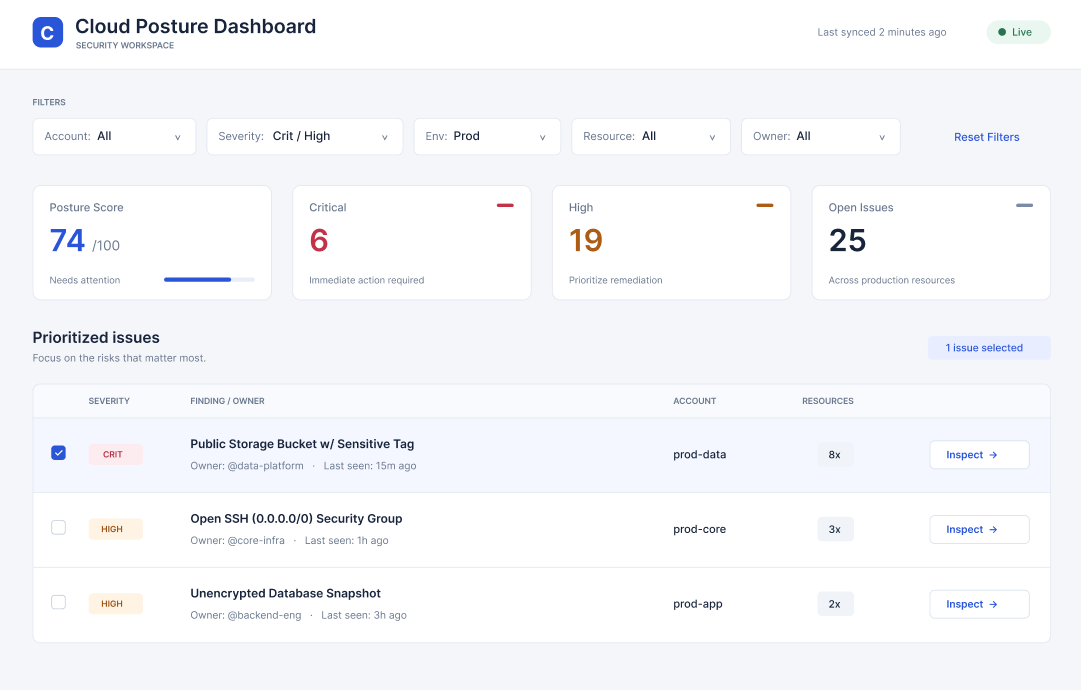 C
Cloud Posture Dashboard
SECURITY WORKSPACE
Last synced 2 minutes ago
Live
FILTERS
Account: All
Severity: Crit / High
Env: Prod
Resource: All
Owner: All
Reset Filters
Posture Score
74 /100
Needs attention
Critical
6
Immediate action required
High
19
Prioritize remediation
Open Issues
25
Across production resources
Prioritized issues
Focus on the risks that matter most.
1 issue selected
SEVERITY FINDING / OWNER ACCOUNT RESOURCES
CRIT
Public Storage Bucket w/ Sensitive Tag
Owner: @data-platform · Last seen: 15m ago
prod-data
8x
Inspect →
HIGH
Open SSH (0.0.0.0/0) Security Group
Owner: @core-infra · Last seen: 1h ago
prod-core
3x
Inspect →
HIGH
Unencrypted Database Snapshot
Owner: @backend-eng · Last seen: 3h ago
prod-app
2x
Inspect →